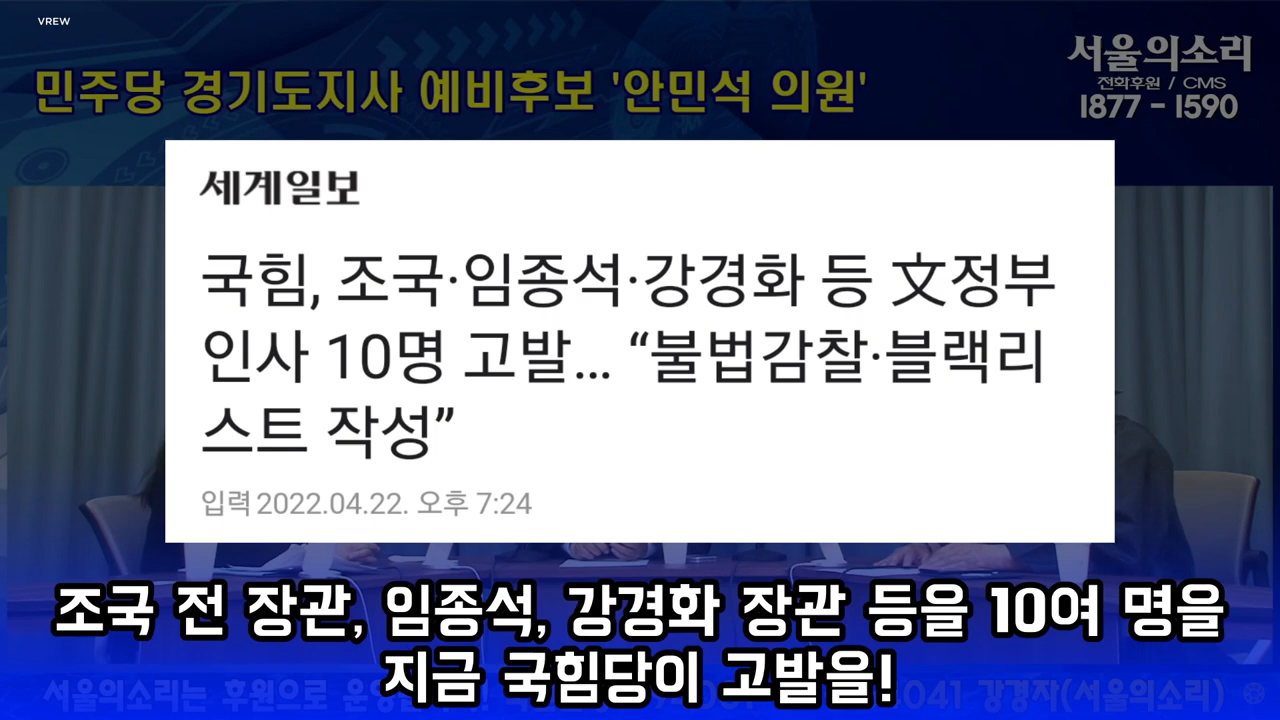 VREW
서울의소리
전화후원 / CMS
1877 - 1590
민주당 경기도지사 예비후보 '안민석 의원'
세계일보
국힘, 조국·임종석·강경화 등 文정부
인사 10명 고발... “불법감찰·블랙리
스트 작성”
입력 2022.04.22. 오후 7:24
조국 전 장관, 임종석, 강경화 장관 등을 10여 명을
지금 국힘당이 고발을!
서울의소리는 후원으로 041 강경자(서울의소리)